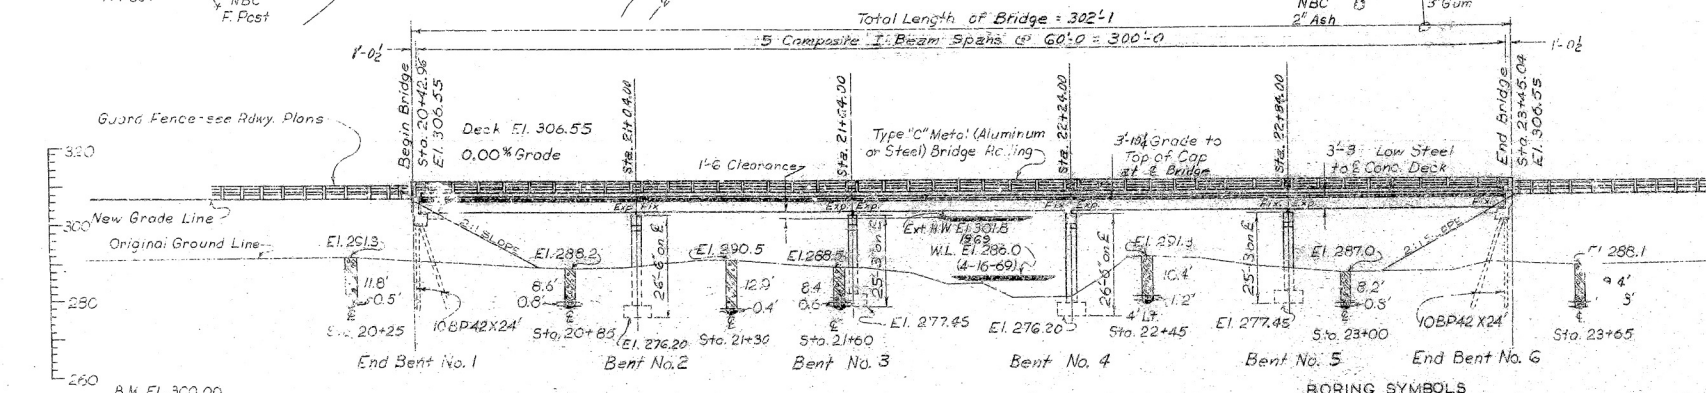 NBC
F. Post
NBC
2" Ash
3" Gum
Total Length of Bridge = 302'-1
5 Composite I-Beam Spans @ 60'-0 = 300'-0
1'-0½
1'-0½
Begin Bridge
Sta. 20+42.96
El. 306.55
Sta. 21+04.00
Sta. 21+64.00
Sta. 22+24.00
Sta. 22+84.00
End Bridge
Sta. 23+45.04
El. 306.55
Guard Fence-see Rdwy. Plans
Deck El. 306.55
0.00% Grade
1'-6 Clearance
Type "C" Metal (Aluminum
or Steel) Bridge Railing
Grade to
Top of Cap
at ℄ Bridge
3'-3 Low Steel
to ℄ Conc. Deck
320
300
280
260
New Grade Line
Original Ground Line
Exp. Fix.
Exp. Exp.
Fix. Exp.
Fix. Exp.
Fix.
2:1 SLOPE
2:1 SLOPE
Ext. H.W. El. 301.8
1969
W.L. El. 286.0
(4-16-69)
El. 291.3
El. 288.2
El. 290.5
El. 288.
El. 291.
El. 287.0
El. 288.1
11.8'
0.5'
8.6'
0.8'
12.9'
0.4'
8.4
0.6
10.4'
1.2'
8.2'
0.3'
26'-6" on ℄
25'-3 on ℄
26'-6 on ℄
25'-3 on ℄
10BP42X24'
10BP42X24'
El. 276.20
El. 277.45
El. 276.20
El. 277.45
4' Lt.
Sta. 20+25
Sta. 20+85
Sta. 21+30
Sta. 21+60
Sta. 22+45
Sta. 23+00
Sta. 23+65
End Bent No. 1
Bent No. 2
Bent No. 3
Bent No. 4
Bent No. 5
End Bent No. 6
B.M. El. 300.00
BORING SYMBOLS